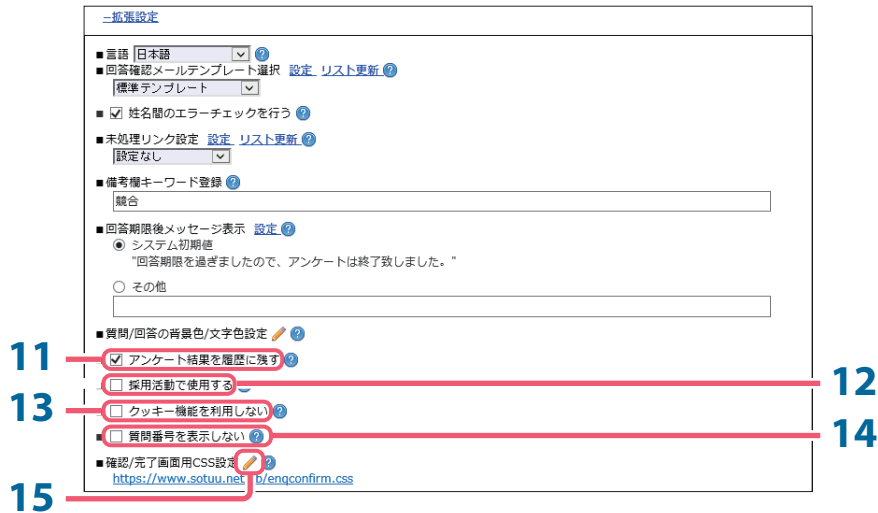 −拡張設定
■言語 日本語
■回答確認メールテンプレート選択 設定 リスト更新
標準テンプレート
■ 姓名間のエラーチェックを行う
■未処理リンク設定 設定 リスト更新
設定なし
■備考欄キーワード登録
競合
■回答期限後メッセージ表示 設定
システム初期値
"回答期限を過ぎましたので、アンケートは終了致しました。"
その他
■質問/回答の背景色/文字色設定
11 アンケート結果を履歴に残す
採用活動で使用する 12
13 クッキー機能を利用しない
■ 質問番号を表示しない 14
■確認/完了画面用CSS設定
https://www.sotuu.net b/enqconfirm.css
15